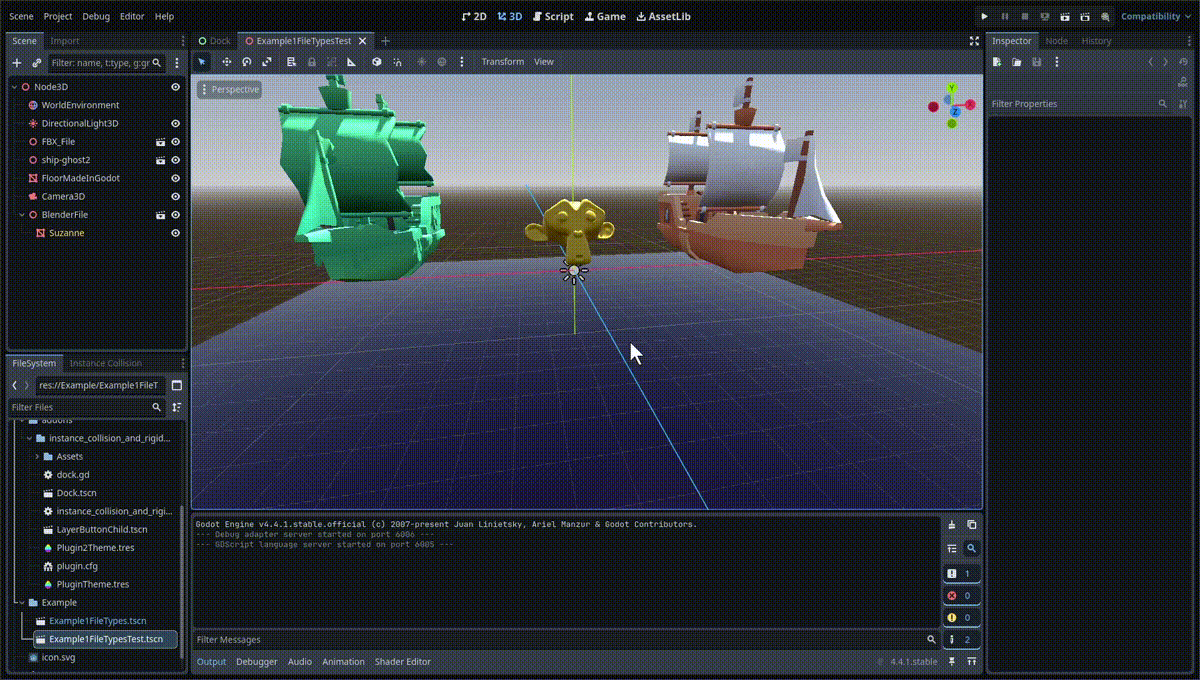 Scene Project Debug Editor Help
2D 3D Script Game AssetLib
Compatibility
Scene Import
Dock Example1FileTypesTest
Inspector Node History
Filter: name, t:type, g:gr
Transform View
Perspective
Y
X
Z
Filter Properties
Node3D
WorldEnvironment
DirectionalLight3D
FBX_File
ship-ghost2
FloorMadeInGodot
Camera3D
BlenderFile
Suzanne
FileSystem Instance Collision
res://Example/Example1FileT
Filter Files
addons
instance_collision_and_rigid...
Assets
dock.gd
Dock.tscn
instance_collision_and_rigi...
LayerButtonChild.tscn
Plugin2Theme.tres
plugin.cfg
PluginTheme.tres
Example
Example1FileTypes.tscn
Example1FileTypesTest.tscn
icon.svg
Godot Engine v4.4.1.stable.official (c) 2007-present Juan Linietsky, Ariel Manzur & Godot Contributors.
--- Debug adapter server started on port 6006 ---
--- GDScript language server started on port 6005 ---
1
0
0
2
Filter Messages
Output Debugger Audio Animation Shader Editor
4.4.1.stable